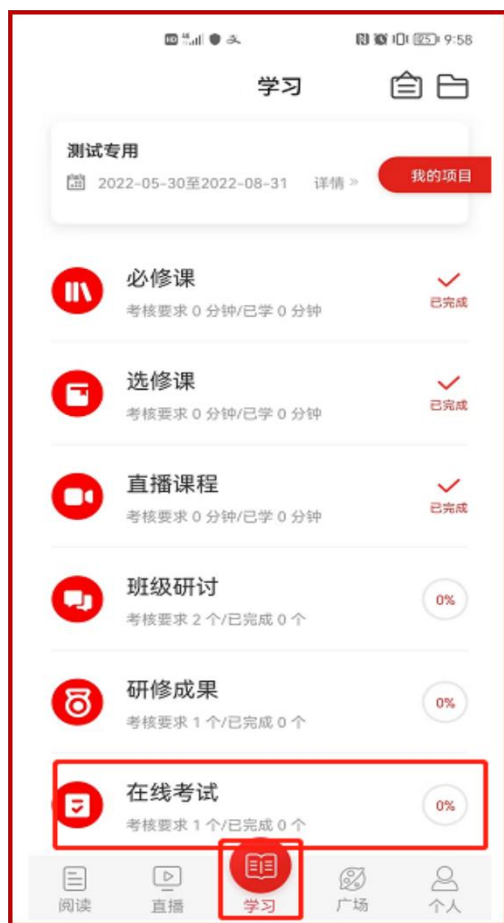 9:58
学习
测试专用
2022-05-30至2022-08-31 详情 »
我的项目
必修课
考核要求 0 分钟/已学 0 分钟
已完成
选修课
考核要求 0 分钟/已学 0 分钟
已完成
直播课程
考核要求 0 分钟/已学 0 分钟
已完成
班级研讨
考核要求 2 个/已完成 0 个
0%
研修成果
考核要求 1 个/已完成 0 个
0%
在线考试
考核要求 1 个/已完成 0 个
0%
阅读 直播 学习 广场 个人